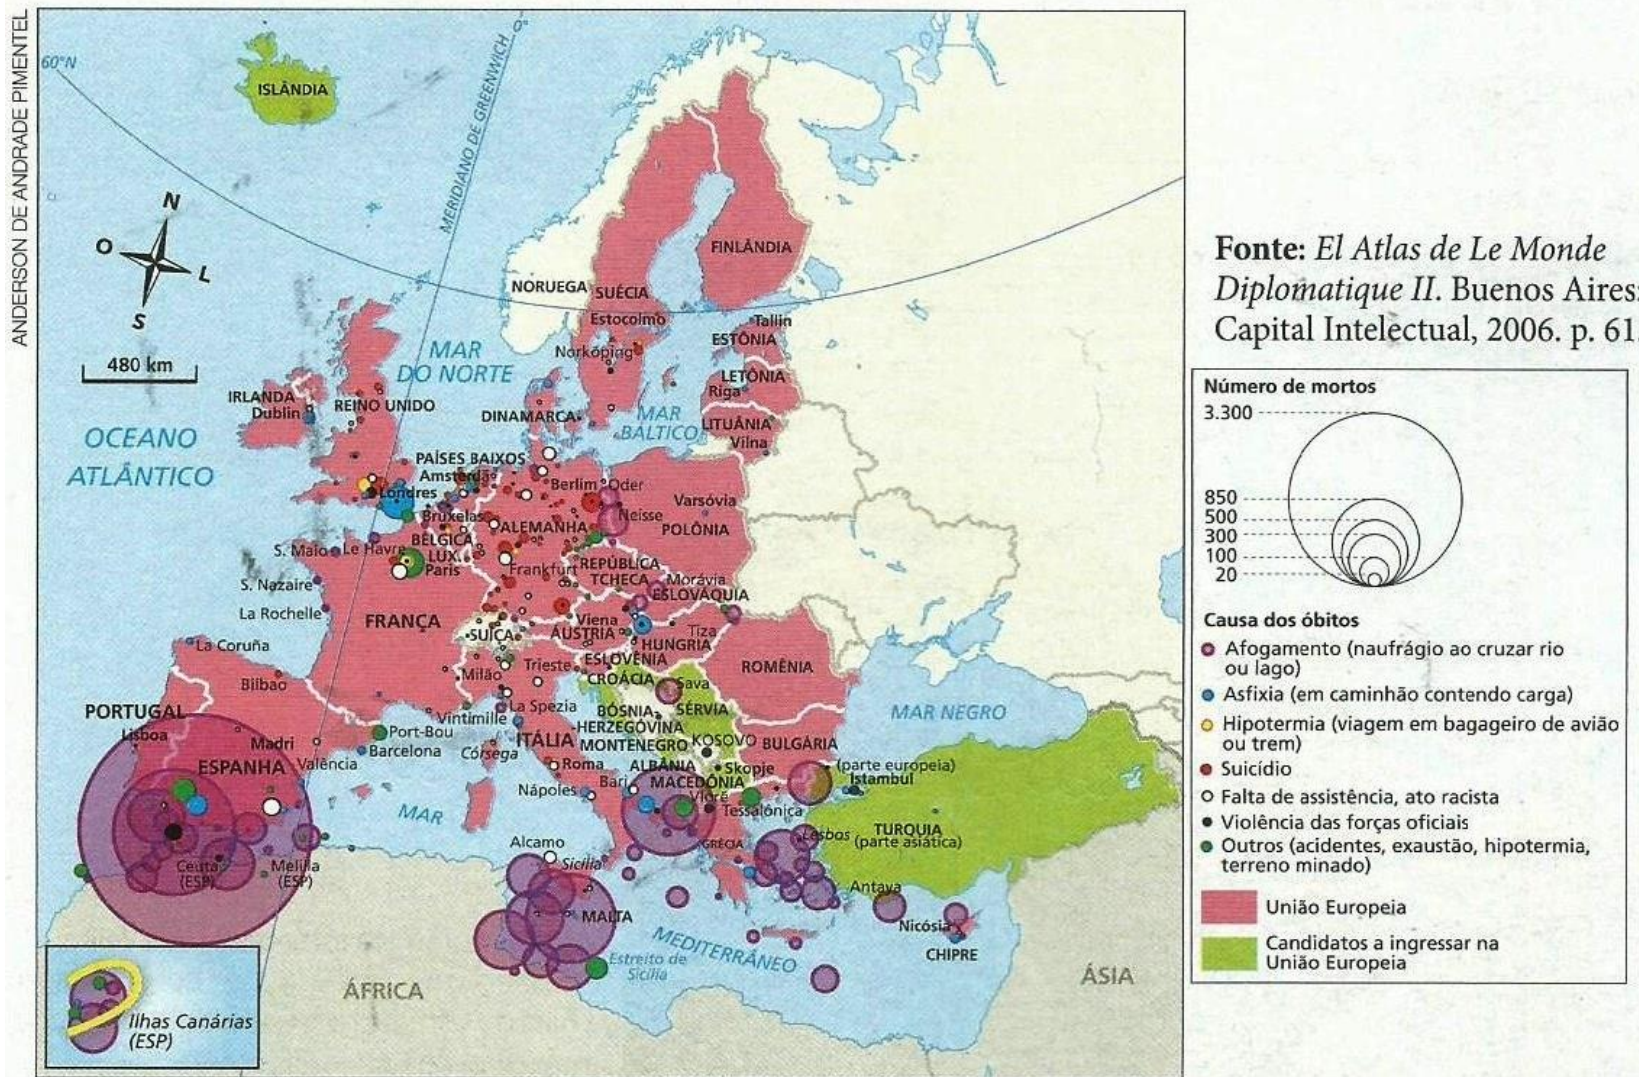 ANDERSON DE ANDRADE PIMENTEL
60°N
0°
ISLÂNDIA
MERIDIANO DE GREENWICH
N
O
L
S
480 km
FINLÂNDIA
NORUEGA
SUÉCIA
Estocolmo
Tallin
ESTÔNIA
Norköping
MAR
DO NORTE
LETÔNIA
Riga
IRLANDA
Dublin
REINO UNIDO
DINAMARCA
MAR
BÁLTICO
LITUÂNIA
Vilna
OCEANO
ATLÂNTICO
PAÍSES BAIXOS
Amsterdã
Berlim
Oder
Londres
Varsóvia
Bruxelas
ALEMANHA
Neisse
POLÔNIA
BÉLGICA
S. Malo
Le Havre
LUX.
Paris
Frankfurt
REPÚBLICA
TCHECA
Morávia
S. Nazaire
ESLOVÁQUIA
La Rochelle
FRANÇA
Viena
SUÍÇA
ÁUSTRIA
Tiza
HUNGRIA
La Coruña
ESLOVÊNIA
Trieste
ROMÊNIA
Milão
CROÁCIA
Sava
Bilbao
La Spezia
BÓSNIA
SÉRVIA
PORTUGAL
Vintimille
HERZEGÓVINA
MAR NEGRO
Lisboa
Port-Bou
ITÁLIA
MONTENEGRO
KOSOVO
BULGÁRIA
Madri
Barcelona
Córsega
ESPANHA
Valência
Roma
ALBÂNIA
Skopje
(parte europeia)
Bari
MACEDÔNIA
Istambul
Nápoles
Vlorë
Tessalônica
MAR
TURQUIA
(parte asiática)
Lesbos
Alcamo
GRÉCIA
Sicília
Ceuta
(ESP)
Melilla
(ESP)
Antalya
MALTA
Nicósia
MEDITERRÂNEO
CHIPRE
Estreito de
Sicília
ÁFRICA
ÁSIA
Ilhas Canárias
(ESP)
Fonte: El Atlas de Le Monde
Diplomatique II. Buenos Aires:
Capital Intelectual, 2006. p. 61.
Número de mortos
3.300
850
500
300
100
20
Causa dos óbitos
Afogamento (naufrágio ao cruzar rio
ou lago)
Asfixia (em caminhão contendo carga)
Hipotermia (viagem em bagageiro de avião
ou trem)
Suicídio
Falta de assistência, ato racista
Violência das forças oficiais
Outros (acidentes, exaustão, hipotermia,
terreno minado)
União Europeia
Candidatos a ingressar na
União Europeia